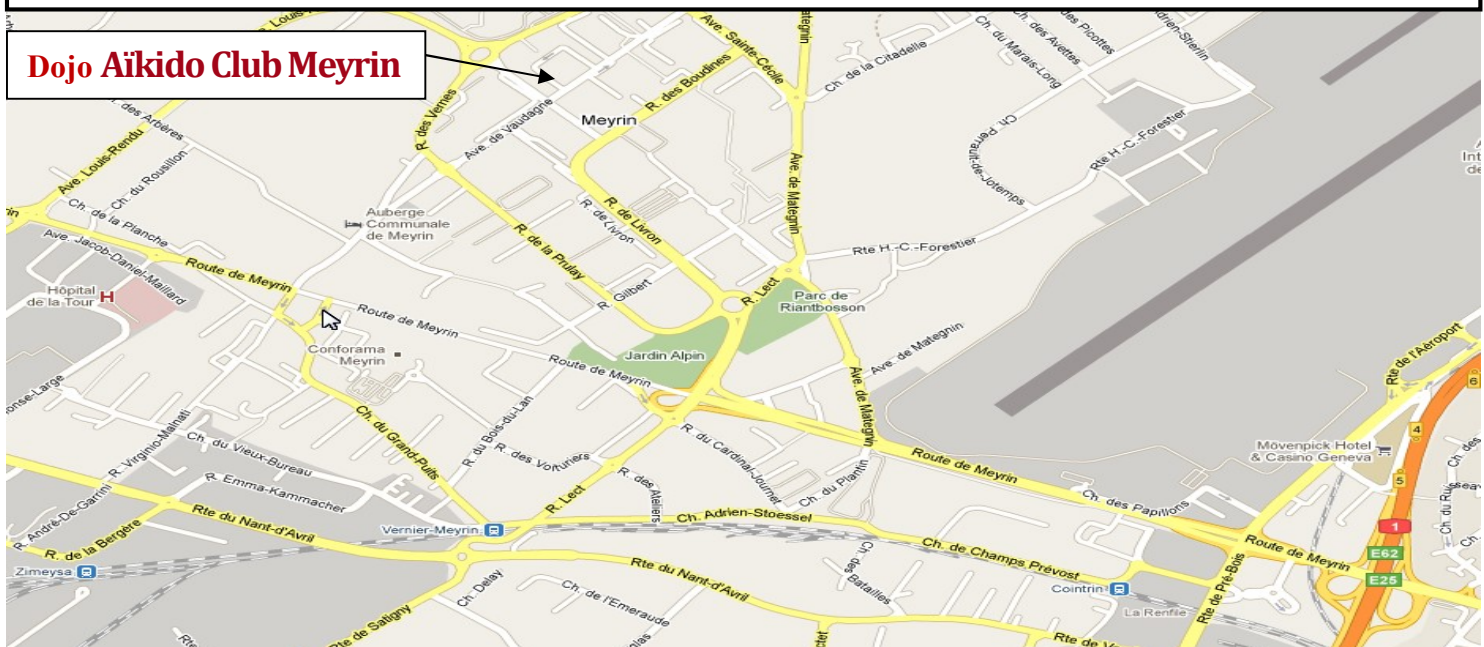 Dojo Aïkido Club Meyrin
Ave. Sainte-Cécile
Ch. de la Citadelle
Ch. du Marais-Long
Ch. des Avettes
R. des Boudines
R. des Vernes
Ave. de Vaudagne
Meyrin
Ave. Louis-Rendu
Ch. du Rousillon
Ch. Perrault-de-Jotemps
Rte H.-C.-Forestier
Ave. de Mategnin
Ch. de la Planche
Auberge
Communale
de Meyrin
R. de Livron
R. de Livron
R. de la Prulay
Rte H.-C.-Forestier
Ave. Jacob-Daniel-Maillard
Route de Meyrin
R. Gilbert
R. Lect
Parc de
Riantbosson
Hôpital
de la Tour H
Route de Meyrin
Conforama
Meyrin
Jardin Alpin
Route de Meyrin
Ave. de Mategnin
Ave. de Mategnin
Rte de l'Aéroport
6
Ch. du Grand-Puits
R. du Bois-du-Lan
R. Virginio-Malnati
Ch. du Vieux-Bureau
R. des Voituriers
R. du Cardinal-Journet
Route de Meyrin
Mövenpick Hotel
& Casino Geneva
4
5
R. Emma-Kammacher
R. Lect
R. des Ateliers
Ch. du Plantin
Ch. des Papillons
R. André-De-Garrini
Rte du Nant-d'Avril
Vernier-Meyrin
Ch. Adrien-Stoessel
1
R. de la Bergère
Ch. de Champs Prévost
Route de Meyrin
E62
Zimeysa
Rte du Nant-d'Avril
Ch. des
Batailles
Cointrin
E25
Ch. Delay
Ch. de l'Emeraude
La Renfile
Rte de Pré-Bois
Rte de Satigny